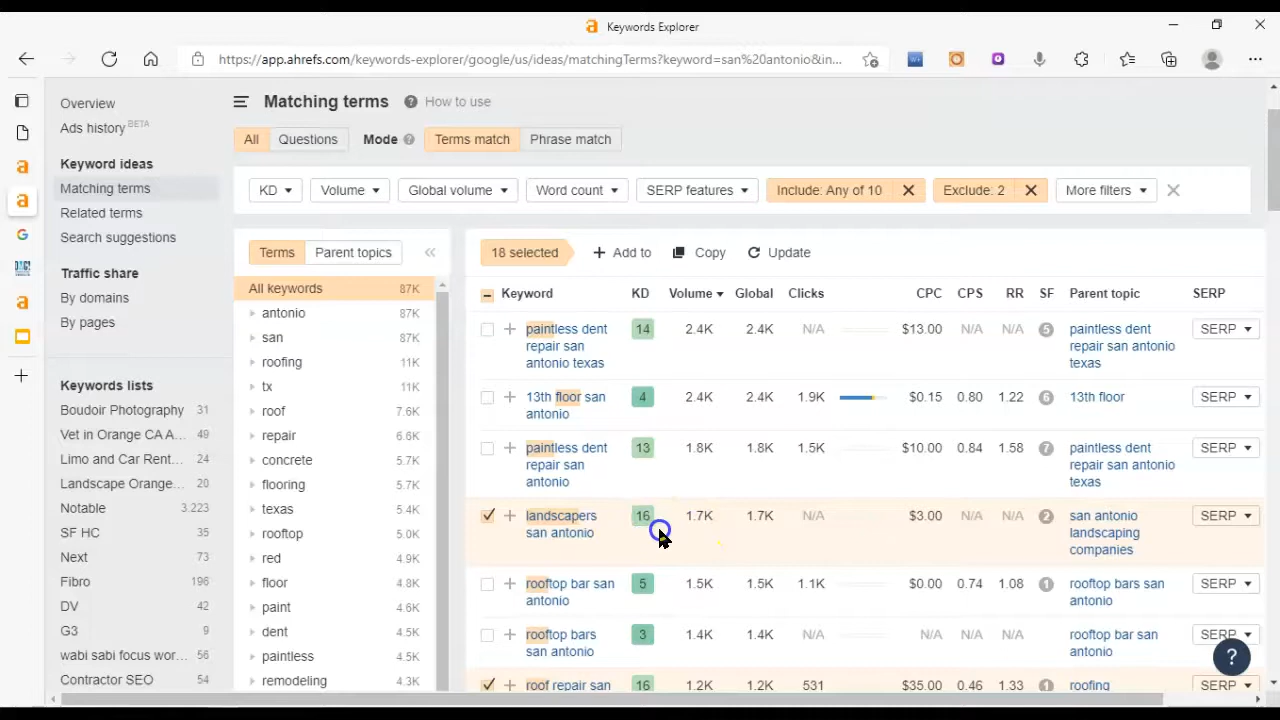 Keywords Explorer
https://app.ahrefs.com/keywords-explorer/google/us/ideas/matchingTerms?keyword=san%20antonio&in...
Overview
Ads history BETA
Keyword ideas
Matching terms
Related terms
Search suggestions
Traffic share
By domains
By pages
Keywords lists
Boudoir Photography 31
Vet in Orange CA A... 49
Limo and Car Rent... 24
Landscape Orange... 20
Notable 3.223
SF HC 35
Next 73
Fibro 196
DV 42
G3 9
wabi sabi focus wor... 56
Contractor SEO 54
Matching terms ? How to use
All Questions Mode ? Terms match Phrase match
KD Volume Global volume Word count SERP features Include: Any of 10 Exclude: 2 More filters
Terms Parent topics
All keywords 87K
antonio 87K
san 87K
roofing 11K
tx 11K
roof 7.6K
repair 6.6K
concrete 5.7K
flooring 5.7K
texas 5.4K
rooftop 5.0K
red 4.9K
floor 4.8K
paint 4.6K
dent 4.5K
paintless 4.5K
remodeling 4.3K
18 selected + Add to Copy Update
Keyword KD Volume Global Clicks CPC CPS RR SF Parent topic SERP
paintless dent 14 2.4K 2.4K N/A $13.00 N/A N/A 5 paintless dent SERP
repair san repair san antonio
antonio texas texas
13th floor san 4 2.4K 2.4K 1.9K $0.15 0.80 1.22 6 13th floor SERP
antonio
paintless dent 13 1.8K 1.8K 1.5K $10.00 0.84 1.58 7 paintless dent SERP
repair san repair san antonio
antonio texas
landscapers 16 1.7K 1.7K N/A $3.00 N/A N/A 2 san antonio SERP
san antonio landscaping
companies
rooftop bar san 5 1.5K 1.5K 1.1K $0.00 0.74 1.08 1 rooftop bars san SERP
antonio antonio
rooftop bars 3 1.4K 1.4K N/A N/A N/A N/A rooftop bar san SERP
san antonio antonio
roof repair san 16 1.2K 1.2K 531 $35.00 0.46 1.33 1 roofing SERP
?